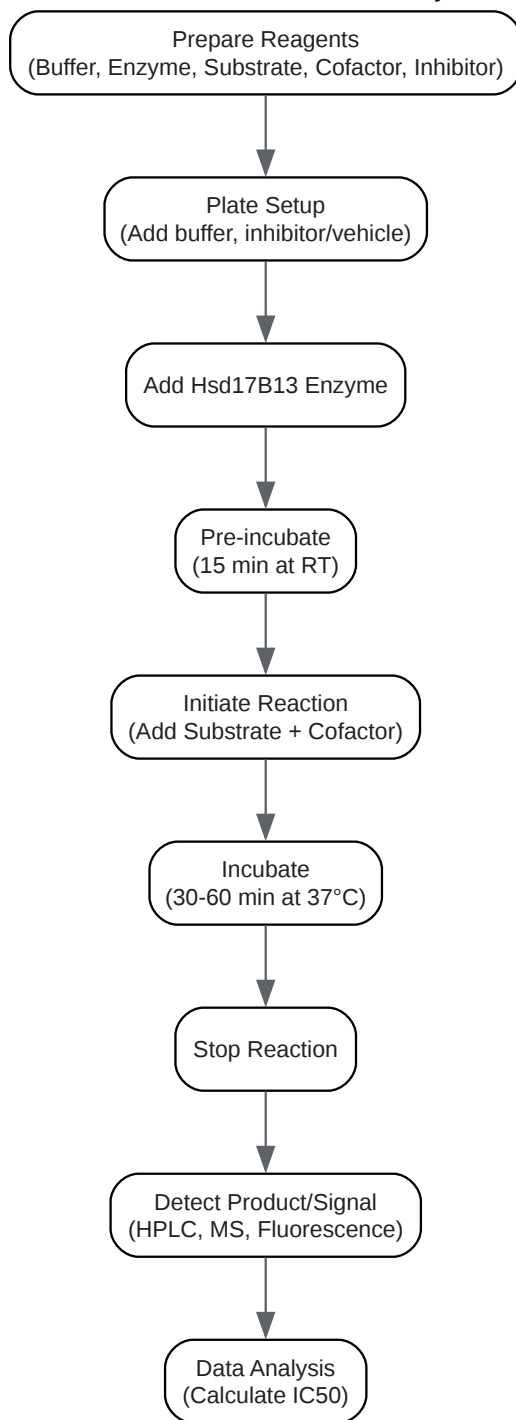 Prepare Reagents
(Buffer, Enzyme, Substrate, Cofactor, Inhibitor)
Plate Setup
(Add buffer, inhibitor/vehicle)
Add Hsd17B13 Enzyme
Pre-incubate
(15 min at RT)
Initiate Reaction
(Add Substrate + Cofactor)
Incubate
(30-60 min at 37°C)
Stop Reaction
Detect Product/Signal
(HPLC, MS, Fluorescence)
Data Analysis
(Calculate IC50)